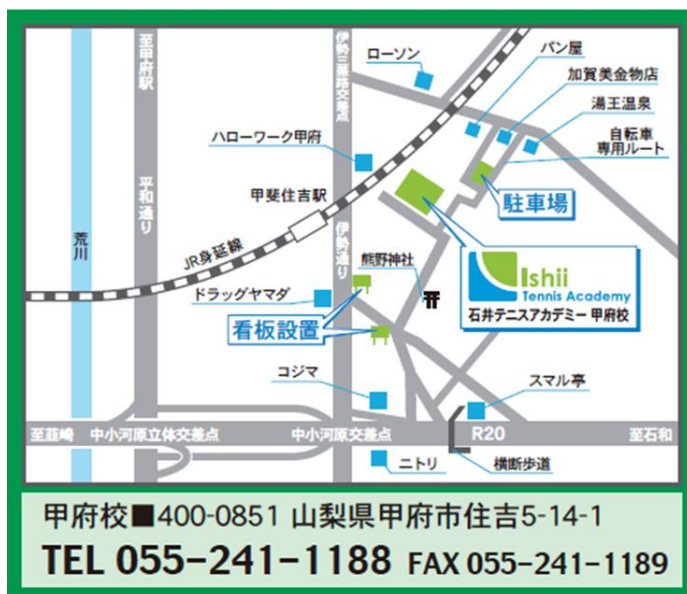 至甲府駅
伊勢三叉路交差点
ローソン
パン屋
加賀美金物店
湯王温泉
自転車
専用ルート
ハローワーク甲府
駐車場
甲斐住吉駅
平和通り
荒川
JR身延線
伊勢通り
熊野神社
Ishii
Tennis Academy
石井テニスアカデミー 甲府校
ドラッグヤマダ
看板設置
コジマ
スマル亭
至韮崎
中小河原立体交差点
中小河原交差点
R20
至石和
ニトリ
横断歩道
甲府校■400-0851 山梨県甲府市住吉5-14-1
TEL 055-241-1188 FAX 055-241-1189